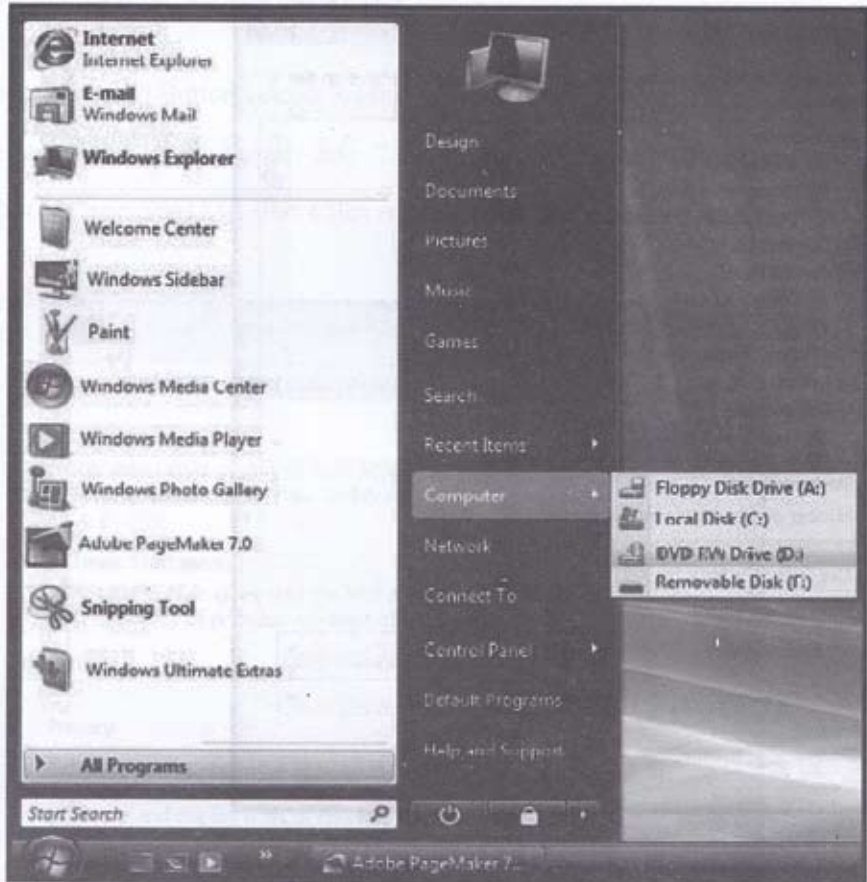 Internet
Internet Explorer
E-mail
Windows Mail
Windows Explorer
Welcome Center
Windows Sidebar
Paint
Windows Media Center
Windows Media Player
Windows Photo Gallery
Adobe PageMaker 7.0
Snipping Tool
Windows Ultimate Extras
All Programs
Start Search
Design
Documents
Pictures
Music
Games
Search
Recent Items
Computer
Network
Connect To
Control Panel
Default Programs
Help and Support
Floppy Disk Drive (A:)
Local Disk (C:)
DVD RW Drive (D:)
Removable Disk
Adobe PageMaker 7...